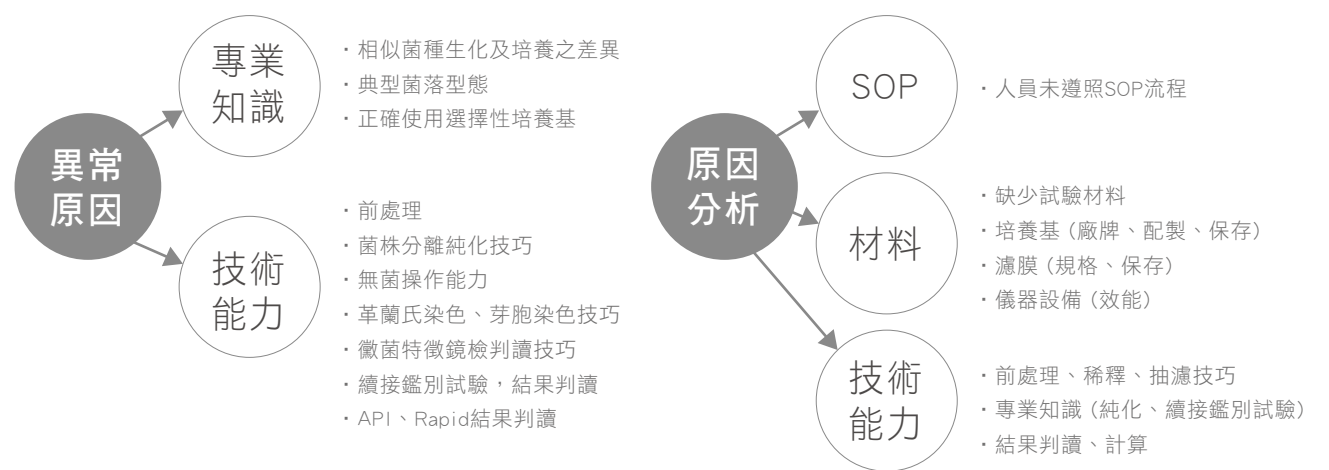 異常
原因
專業
知識
・相似菌種生化及培養之差異
・典型菌落型態
・正確使用選擇性培養基
技術
能力
・前處理
・菌株分離純化技巧
・無菌操作能力
・革蘭氏染色、芽胞染色技巧
・黴菌特徵鏡檢判讀技巧
・續接鑑別試驗，結果判讀
・API、Rapid結果判讀
原因
分析
SOP
・人員未遵照SOP流程
材料
・缺少試驗材料
・培養基 (廠牌、配製、保存)
・濾膜 (規格、保存)
・儀器設備 (效能)
技術
能力
・前處理、稀釋、抽濾技巧
・專業知識 (純化、續接鑑別試驗)
・結果判讀、計算